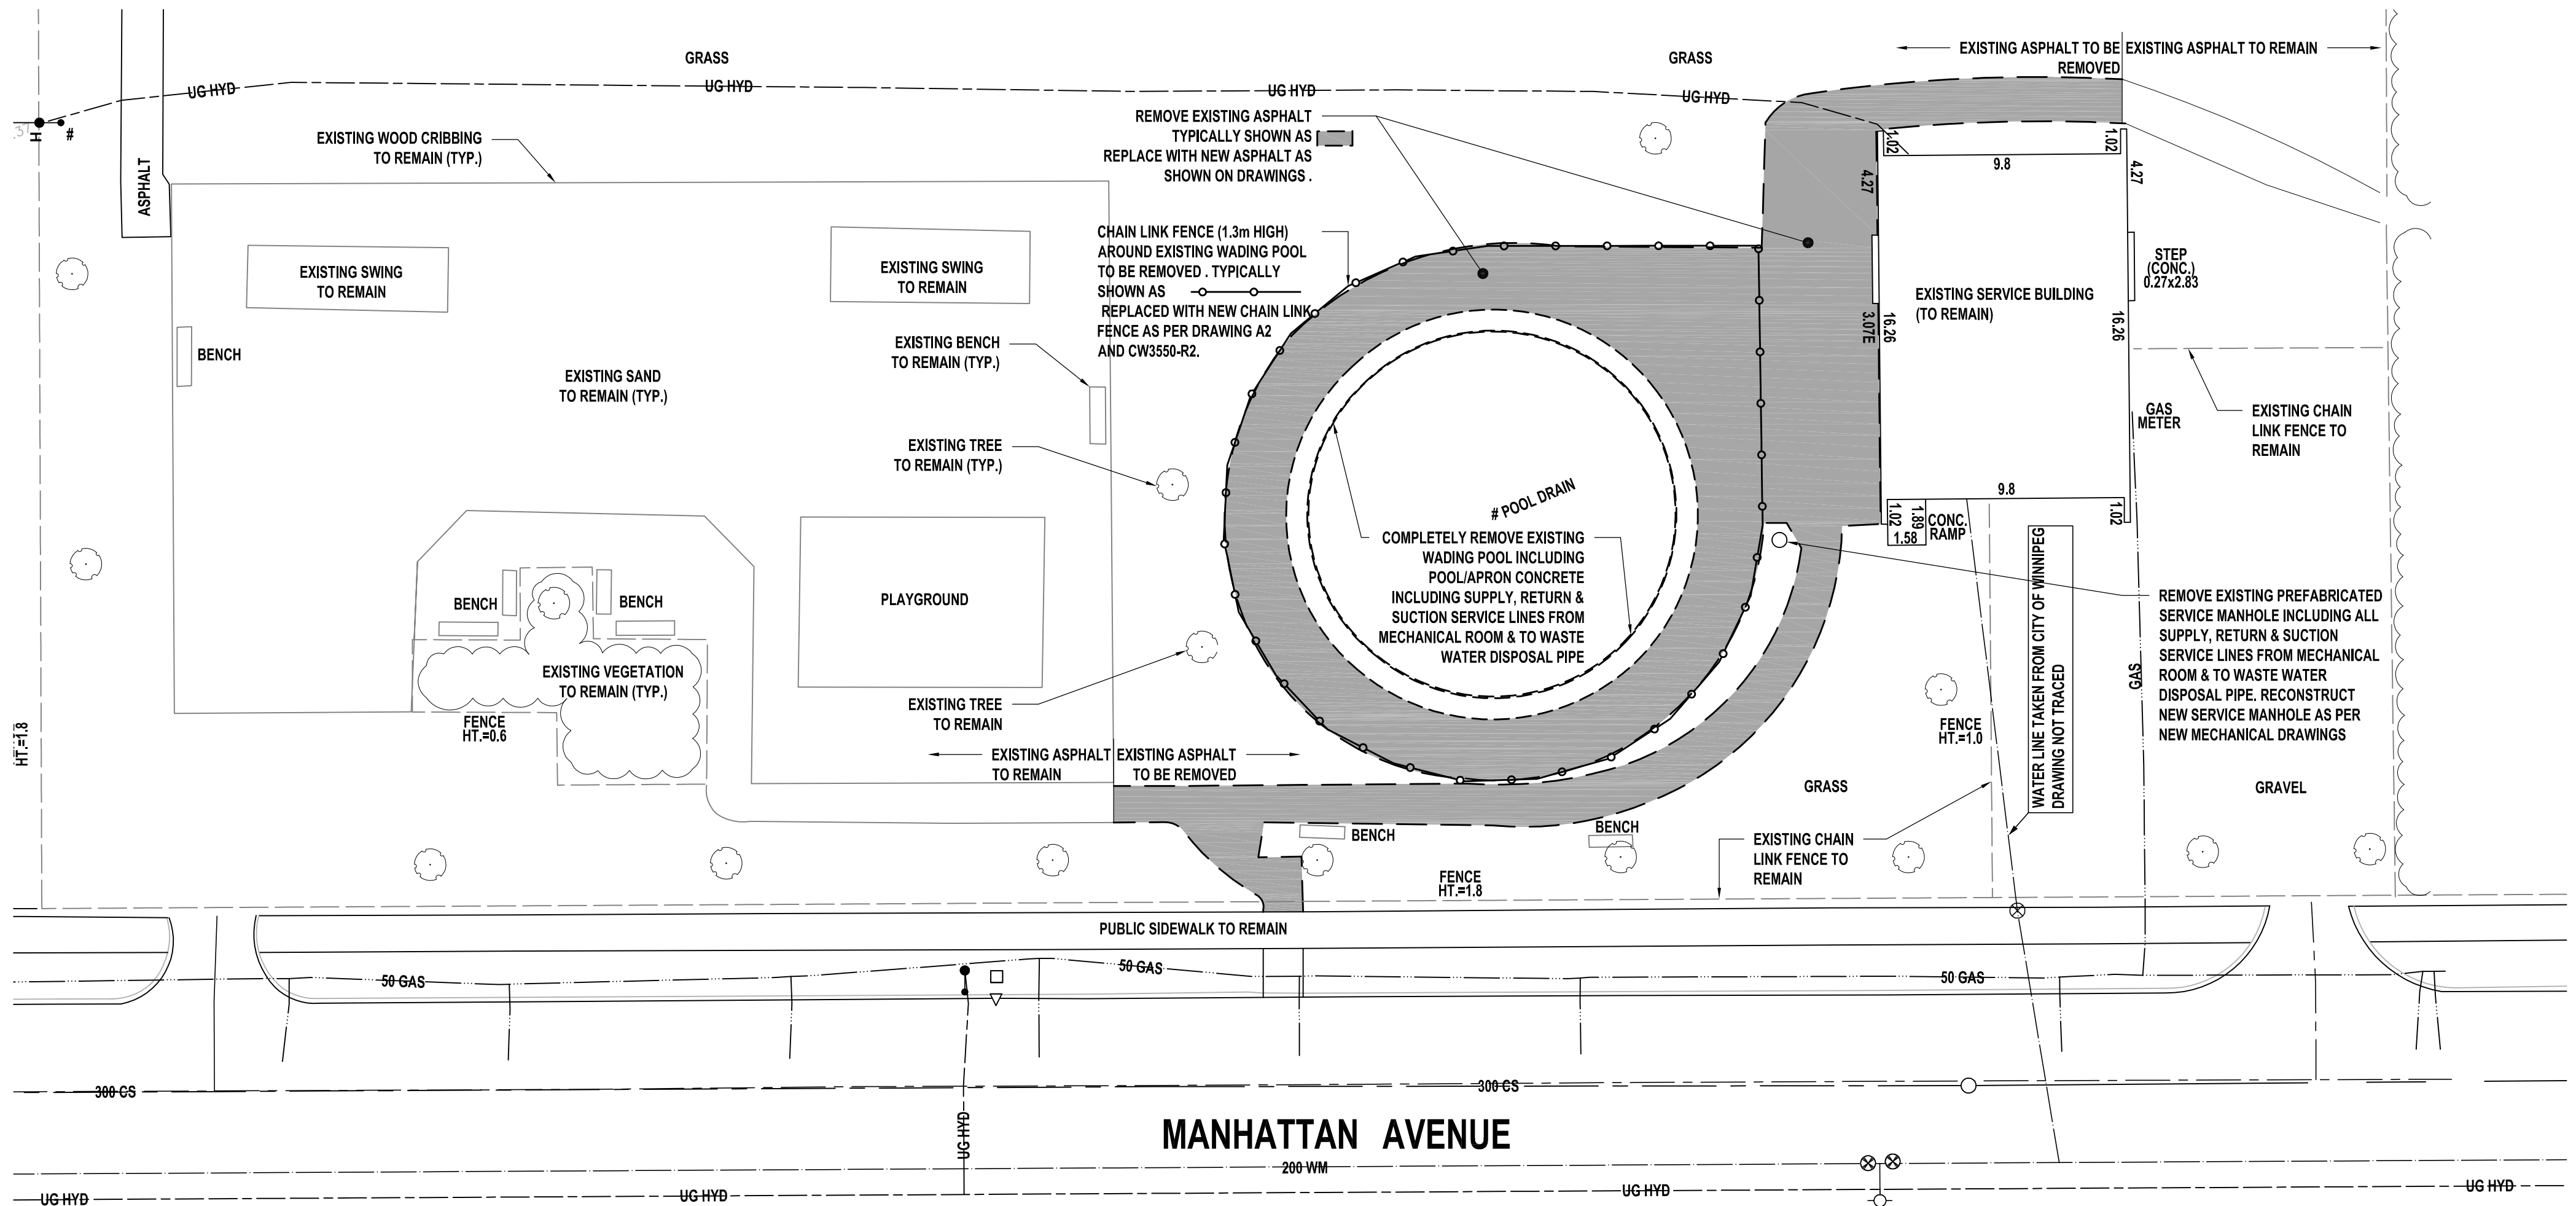 GRASS
GRASS
EXISTING ASPHALT TO BE
REMOVED
EXISTING ASPHALT TO REMAIN
UG HYD
UG HYD
UG HYD
UG HYD
H
#
ASPHALT
EXISTING WOOD CRIBBING
TO REMAIN (TYP.)
REMOVE EXISTING ASPHALT
TYPICALLY SHOWN AS
REPLACE WITH NEW ASPHALT AS
SHOWN ON DRAWINGS .
1.02
9.8
1.02
4.27
4.27
CHAIN LINK FENCE (1.3m HIGH)
AROUND EXISTING WADING POOL
TO BE REMOVED . TYPICALLY
SHOWN AS
REPLACED WITH NEW CHAIN LINK
FENCE AS PER DRAWING A2
AND CW3550-R2.
EXISTING SWING
TO REMAIN
EXISTING SWING
TO REMAIN
STEP
(CONC.)
0.27x2.83
EXISTING SERVICE BUILDING
(TO REMAIN)
3.07E
16.26
16.26
BENCH
EXISTING BENCH
TO REMAIN (TYP.)
EXISTING SAND
TO REMAIN (TYP.)
GAS
METER
EXISTING CHAIN
LINK FENCE TO
REMAIN
EXISTING TREE
TO REMAIN (TYP.)
# POOL DRAIN
9.8
1.02
1.89
1.58
CONC.
RAMP
1.02
COMPLETELY REMOVE EXISTING
WADING POOL INCLUDING
POOL/APRON CONCRETE
INCLUDING SUPPLY, RETURN &
SUCTION SERVICE LINES FROM
MECHANICAL ROOM & TO WASTE
WATER DISPOSAL PIPE
WATER LINE TAKEN FROM CITY OF WINNIPEG
DRAWING NOT TRACED
REMOVE EXISTING PREFABRICATED
SERVICE MANHOLE INCLUDING ALL
SUPPLY, RETURN & SUCTION
SERVICE LINES FROM MECHANICAL
ROOM & TO WASTE WATER
DISPOSAL PIPE. RECONSTRUCT
NEW SERVICE MANHOLE AS PER
NEW MECHANICAL DRAWINGS
GAS
BENCH
BENCH
PLAYGROUND
EXISTING VEGETATION
TO REMAIN (TYP.)
FENCE
HT.=0.6
HT.=1.8
EXISTING TREE
TO REMAIN
FENCE
HT.=1.0
EXISTING ASPHALT
TO REMAIN
EXISTING ASPHALT
TO BE REMOVED
GRASS
GRAVEL
BENCH
BENCH
EXISTING CHAIN
LINK FENCE TO
REMAIN
FENCE
HT.=1.8
PUBLIC SIDEWALK TO REMAIN
50 GAS
50 GAS
50 GAS
300 CS
300 CS
UG HYD
MANHATTAN AVENUE
200 WM
UG HYD
UG HYD
UG HYD
UG HYD